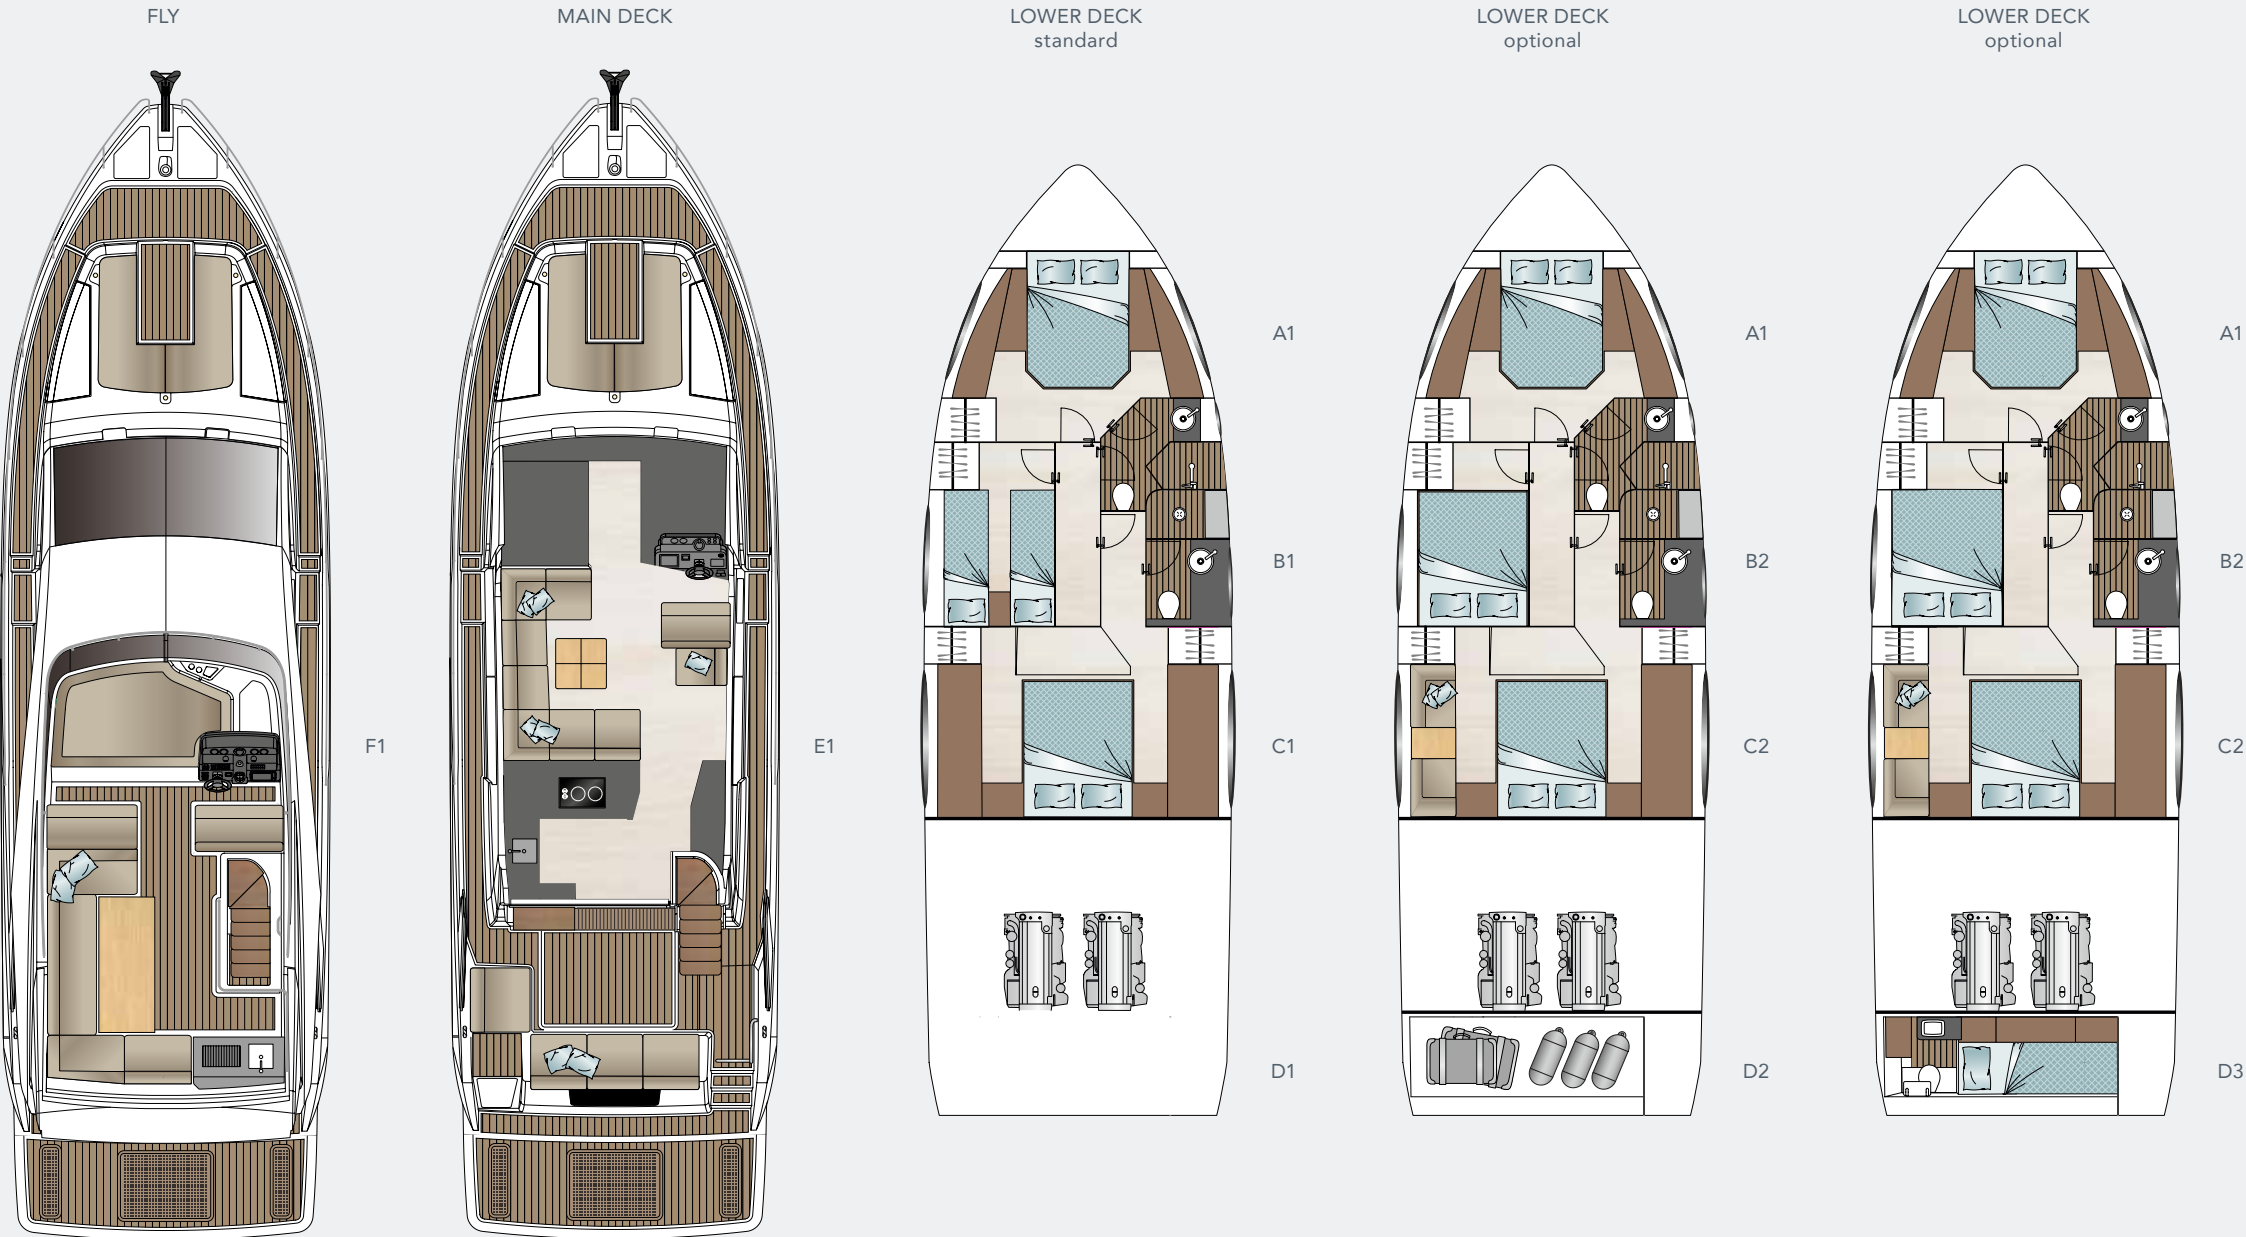 FLY
MAIN DECK
LOWER DECK
standard
LOWER DECK
optional
LOWER DECK
optional
A1
A1
A1
B1
B2
B2
F1
E1
C1
C2
C2
D1
D2
D3